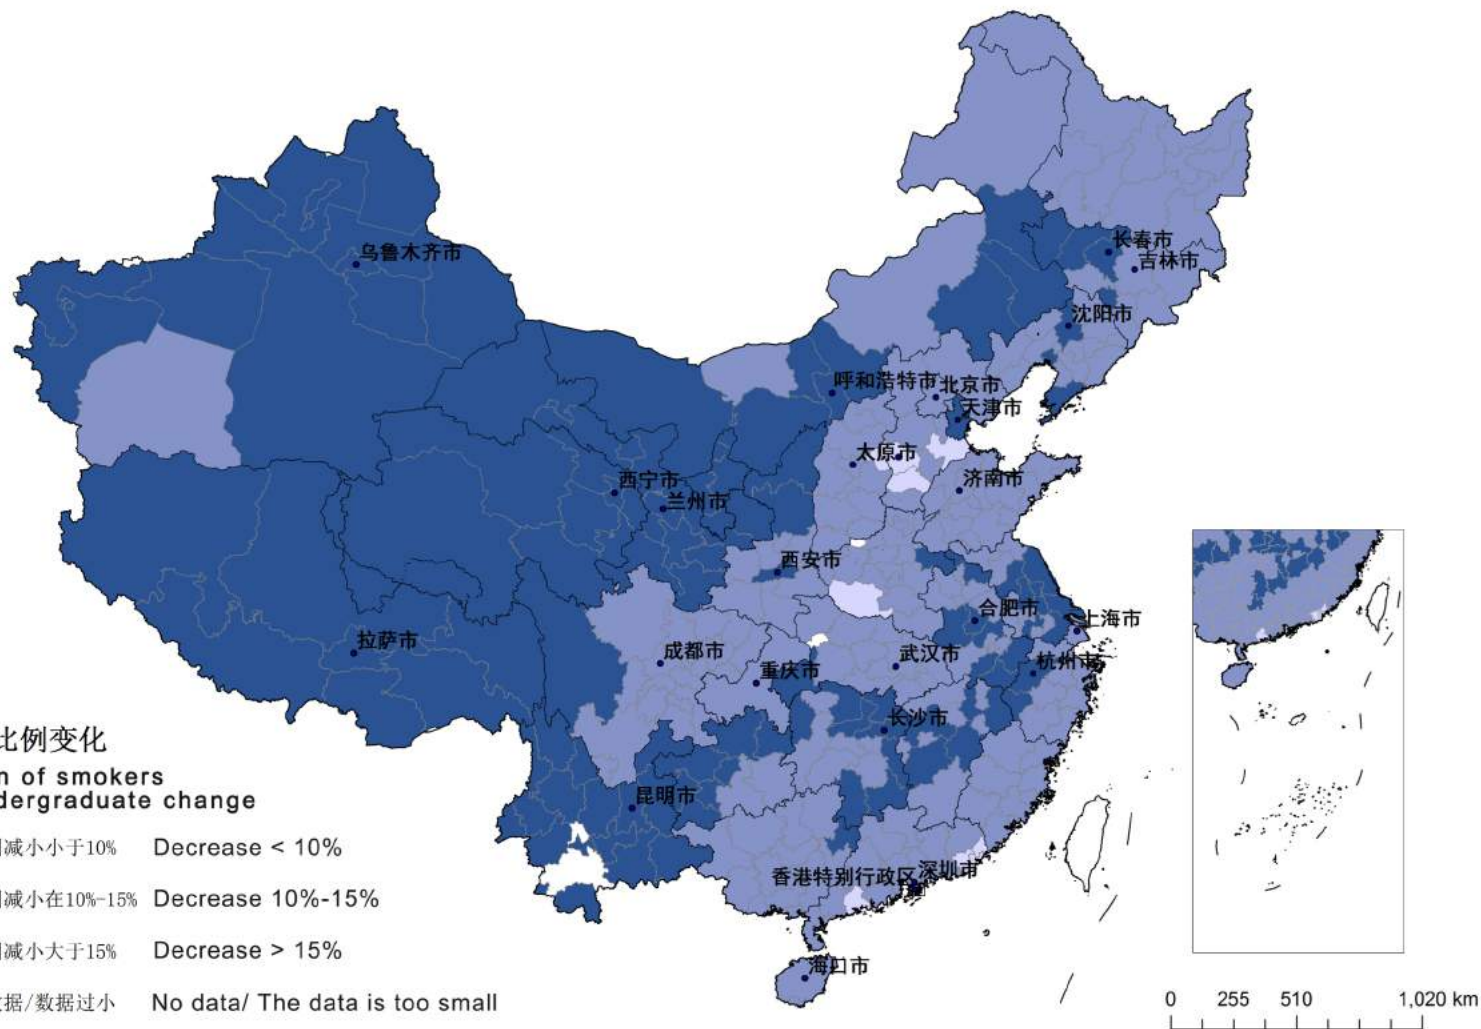 乌鲁木齐市
长春市
吉林市
沈阳市
呼和浩特市
北京市
天津市
太原市
济南市
西宁市
兰州市
西安市
合肥市
上海市
拉萨市
成都市
重庆市
武汉市
杭州市
长沙市
昆明市
香港特别行政区
深圳市
海口市
比例变化
n of smokers
dergraduate change
减小小于10% Decrease < 10%
减小在10%-15% Decrease 10%-15%
减小大于15% Decrease > 15%
据/数据过小 No data/ The data is too small
0 255 510 1,020 km